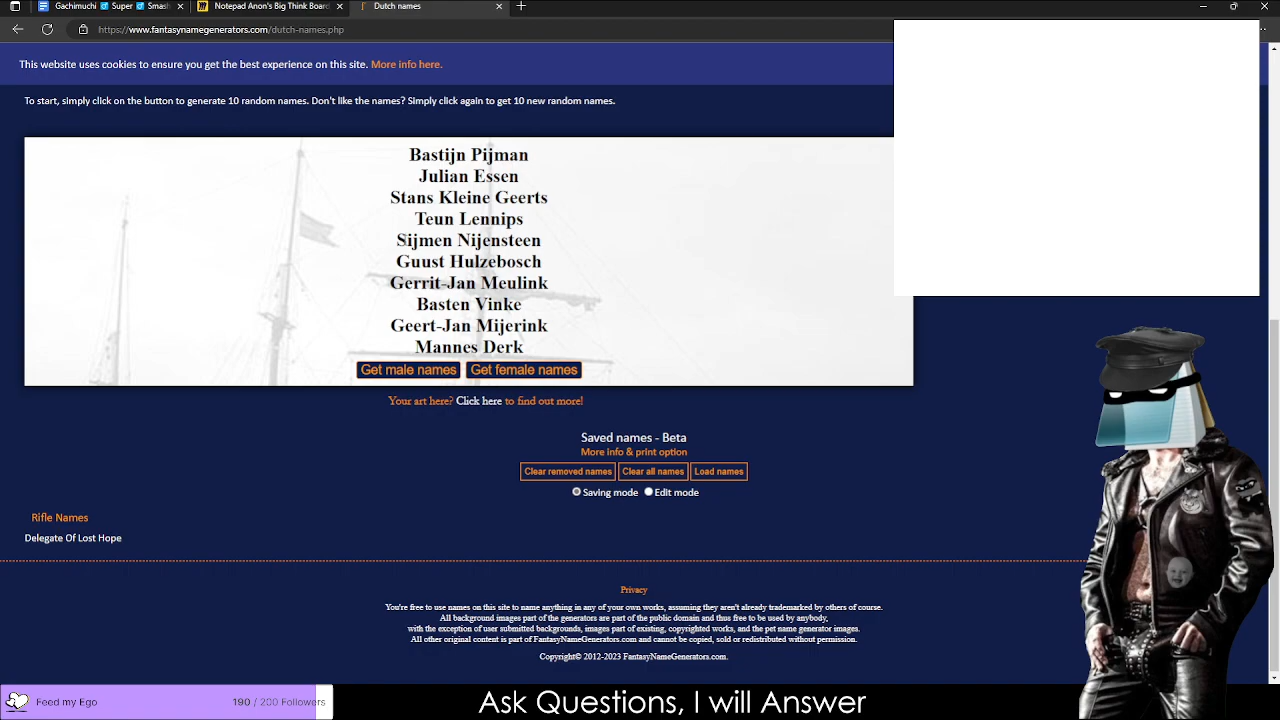 Gachimuchi
Super
Smash
Notepad Anon's Big Think Board
Dutch names
https://www.fantasynamegenerators.com/dutch-names.php
This website uses cookies to ensure you get the best experience on this site. More info here.
To start, simply click on the button to generate 10 random names. Don't like the names? Simply click again to get 10 new random names.
Bastijn Pijman
Julian Essen
Stans Kleine Geerts
Teun Lennips
Sijmen Nijensteen
Guust Hulzebosch
Gerrit-Jan Meulink
Basten Vinke
Geert-Jan Mijerink
Mannes Derk
Get male names Get female names
Your art here? Click here to find out more!
Saved names - Beta
More info & print option
Clear removed names Clear all names Load names
Saving mode Edit mode
Rifle Names
Delegate Of Lost Hope
Privacy
You're free to use names on this site to name anything in any of your own works, assuming they aren't already trademarked by others of course.
All background images part of the generators are part of the public domain and thus free to be used by anybody,
with the exception of user submitted backgrounds, images part of existing, copyrighted works, and the pet name generator images.
All other original content is part of FantasyNameGenerators.com and cannot be copied, sold or redistributed without permission.
Copyright© 2012-2023 FantasyNameGenerators.com.
Feed my Ego 190 / 200 Followers
Ask Questions, I will Answer